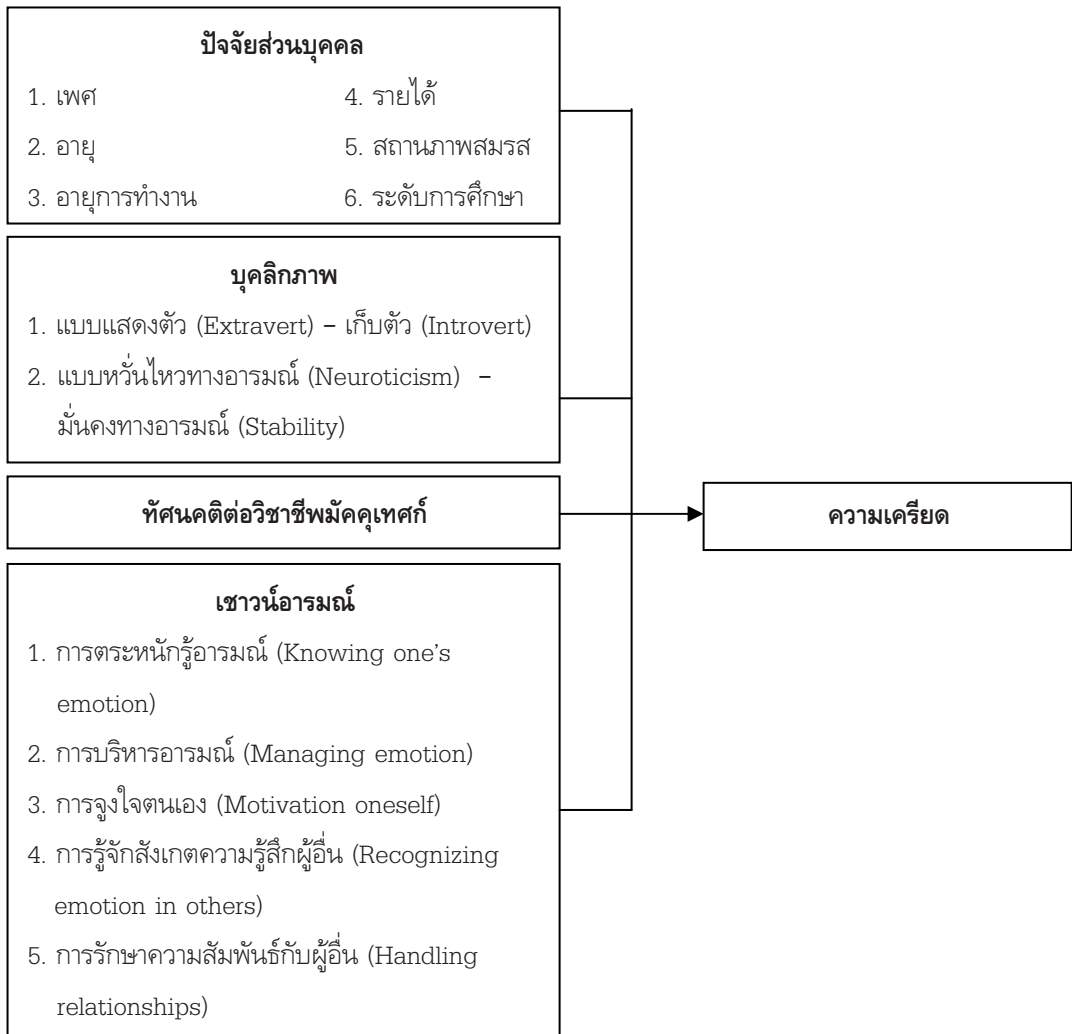 ปัจจัยส่วนบุคคล
1. เพศ
2. อายุ
3. อายุการทำงาน
4. รายได้
5. สถานภาพสมรส
6. ระดับการศึกษา
บุคลิกภาพ
1. แบบแสดงตัว (Extravert) – เก็บตัว (Introvert)
2. แบบหวั่นไหวทางอารมณ์ (Neuroticism) –
มั่นคงทางอารมณ์ (Stability)
ทัศนคติต่อวิชาชีพมัคคุเทศก์
เชาวน์อารมณ์
1. การตระหนักรู้อารมณ์ (Knowing one’s
emotion)
2. การบริหารอารมณ์ (Managing emotion)
3. การจูงใจตนเอง (Motivation oneself)
4. การรู้จักสังเกตความรู้สึกผู้อื่น (Recognizing
emotion in others)
5. การรักษาความสัมพันธ์กับผู้อื่น (Handling
relationships)
ความเครียด